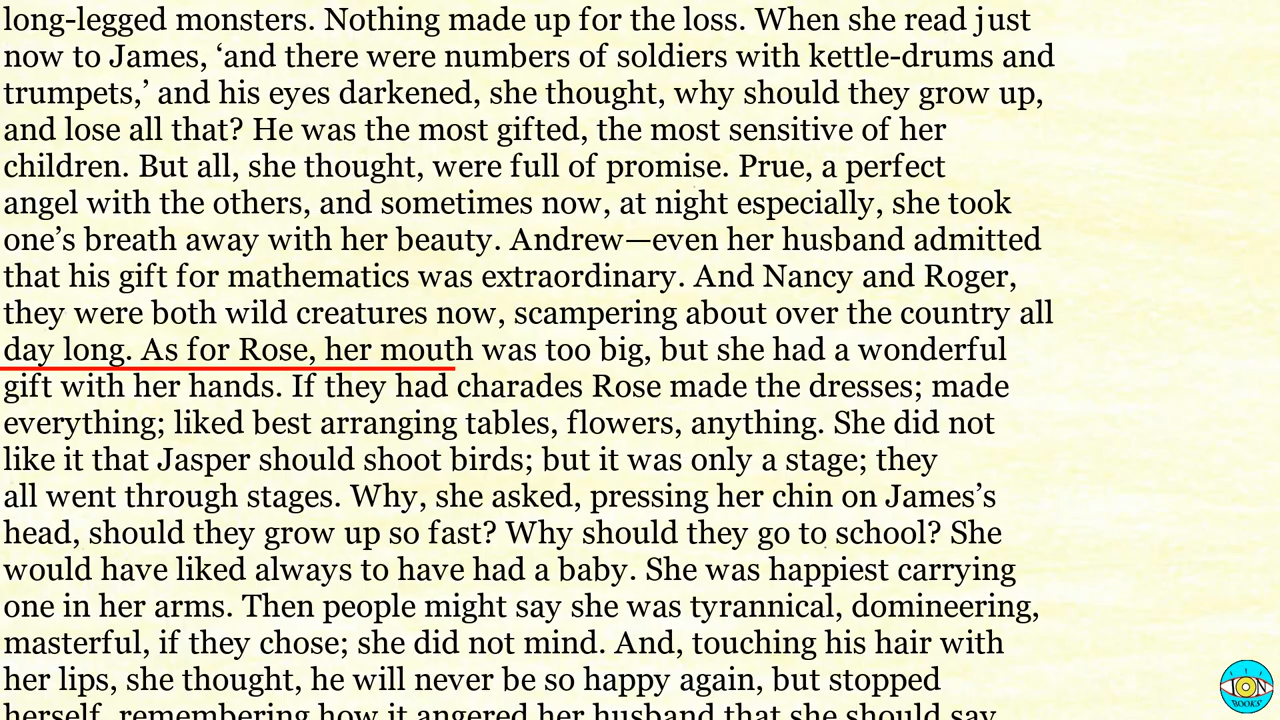 long-legged monsters. Nothing made up for the loss. When she read just
now to James, ‘and there were numbers of soldiers with kettle-drums and
trumpets,’ and his eyes darkened, she thought, why should they grow up,
and lose all that? He was the most gifted, the most sensitive of her
children. But all, she thought, were full of promise. Prue, a perfect
angel with the others, and sometimes now, at night especially, she took
one’s breath away with her beauty. Andrew—even her husband admitted
that his gift for mathematics was extraordinary. And Nancy and Roger,
they were both wild creatures now, scampering about over the country all
day long. As for Rose, her mouth was too big, but she had a wonderful
gift with her hands. If they had charades Rose made the dresses; made
everything; liked best arranging tables, flowers, anything. She did not
like it that Jasper should shoot birds; but it was only a stage; they
all went through stages. Why, she asked, pressing her chin on James’s
head, should they grow up so fast? Why should they go to school? She
would have liked always to have had a baby. She was happiest carrying
one in her arms. Then people might say she was tyrannical, domineering,
masterful, if they chose; she did not mind. And, touching his hair with
her lips, she thought, he will never be so happy again, but stopped
herself, remembering how it angered her husband that she should say.
ION
BOOKS